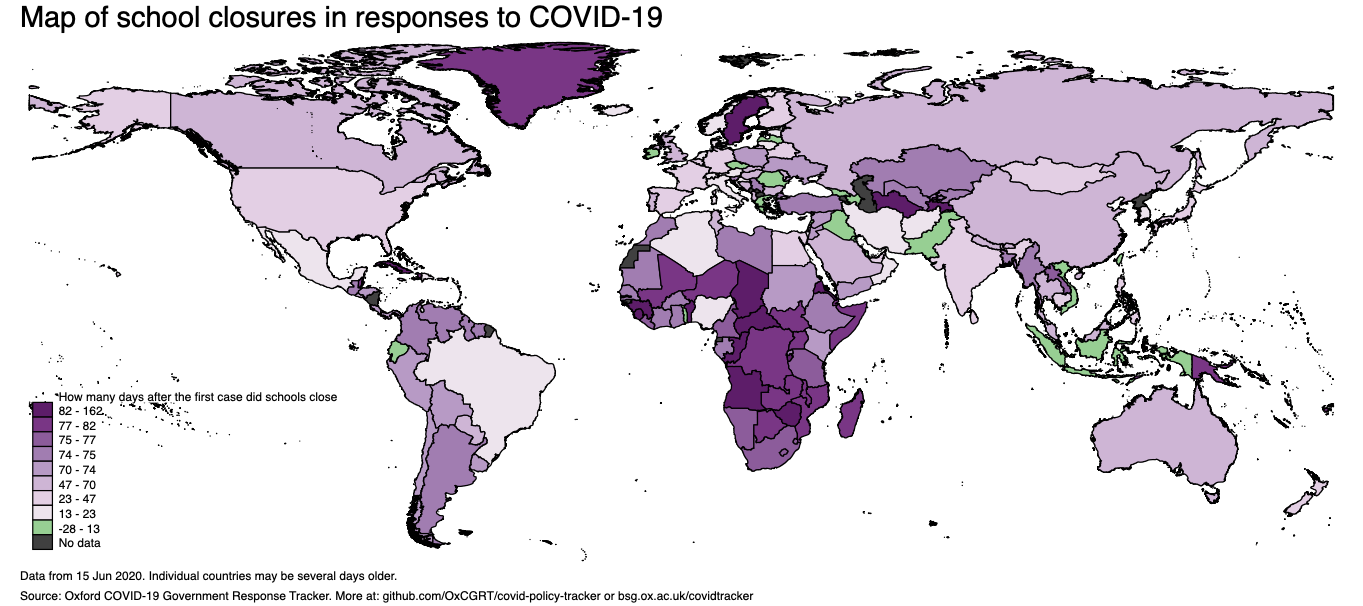 Map of school closures in responses to COVID-19
*How many days after the first case did schools close
82 - 162
77 - 82
75 - 77
74 - 75
70 - 74
47 - 70
23 - 47
13 - 23
-28 - 13
No data
Data from 15 Jun 2020. Individual countries may be several days older.
Source: Oxford COVID-19 Government Response Tracker. More at: github.com/OxCGRT/covid-policy-tracker or bsg.ox.ac.uk/covidtracker